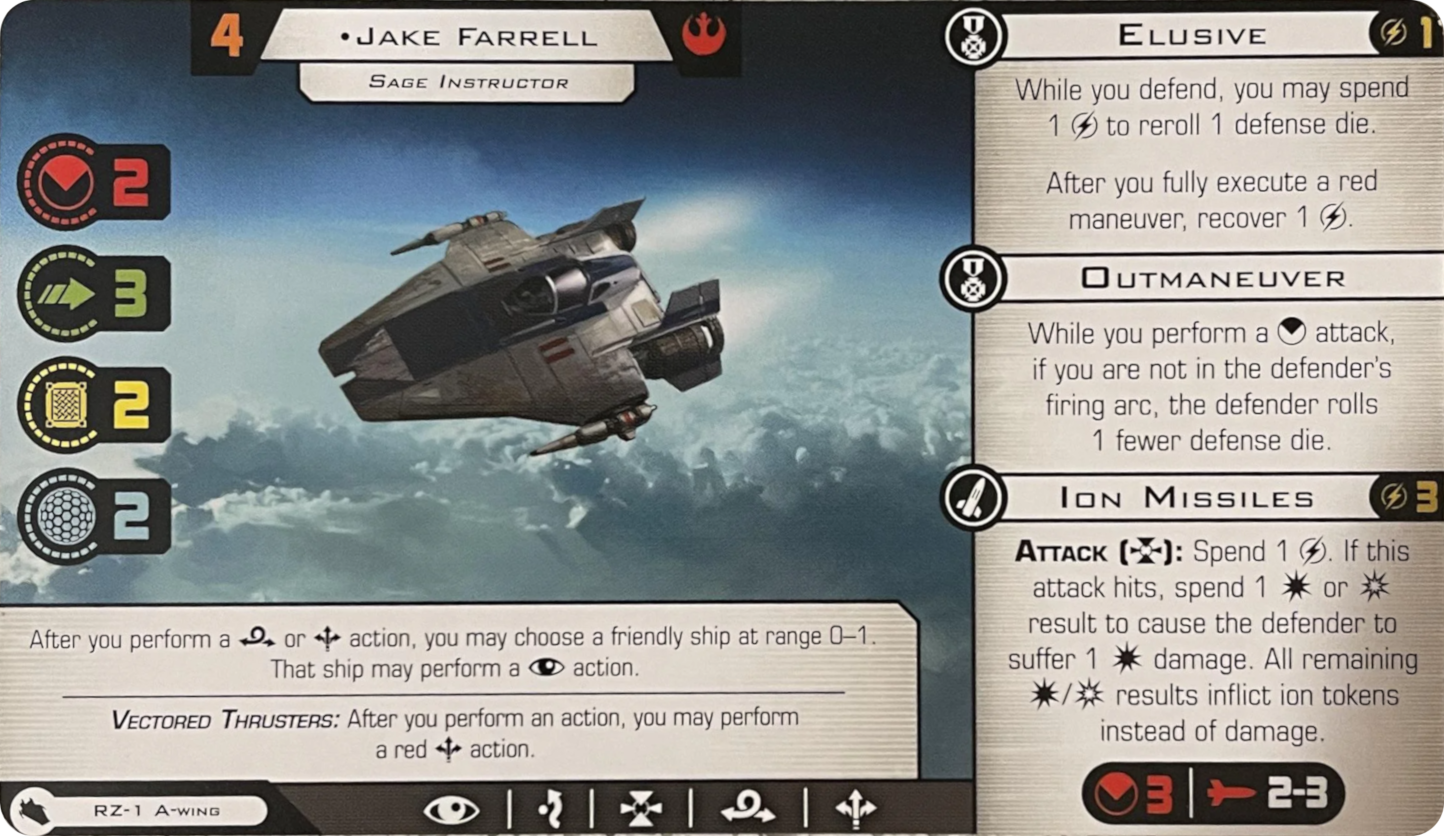 4
•Jake Farrell
Sage Instructor
2
3
2
2
After you perform a or action, you may choose a friendly ship at range 0–1.
That ship may perform a action.
Vectored Thrusters: After you perform an action, you may perform
a red action.
RZ-1 A-wing
Elusive 1
While you defend, you may spend
1 to reroll 1 defense die.
After you fully execute a red
maneuver, recover 1 .
Outmaneuver
While you perform a attack,
if you are not in the defender's
firing arc, the defender rolls
1 fewer defense die.
Ion Missiles 3
Attack ( ): Spend 1 . If this
attack hits, spend 1 or
result to cause the defender to
suffer 1 damage. All remaining
/ results inflict ion tokens
instead of damage.
3 2-3